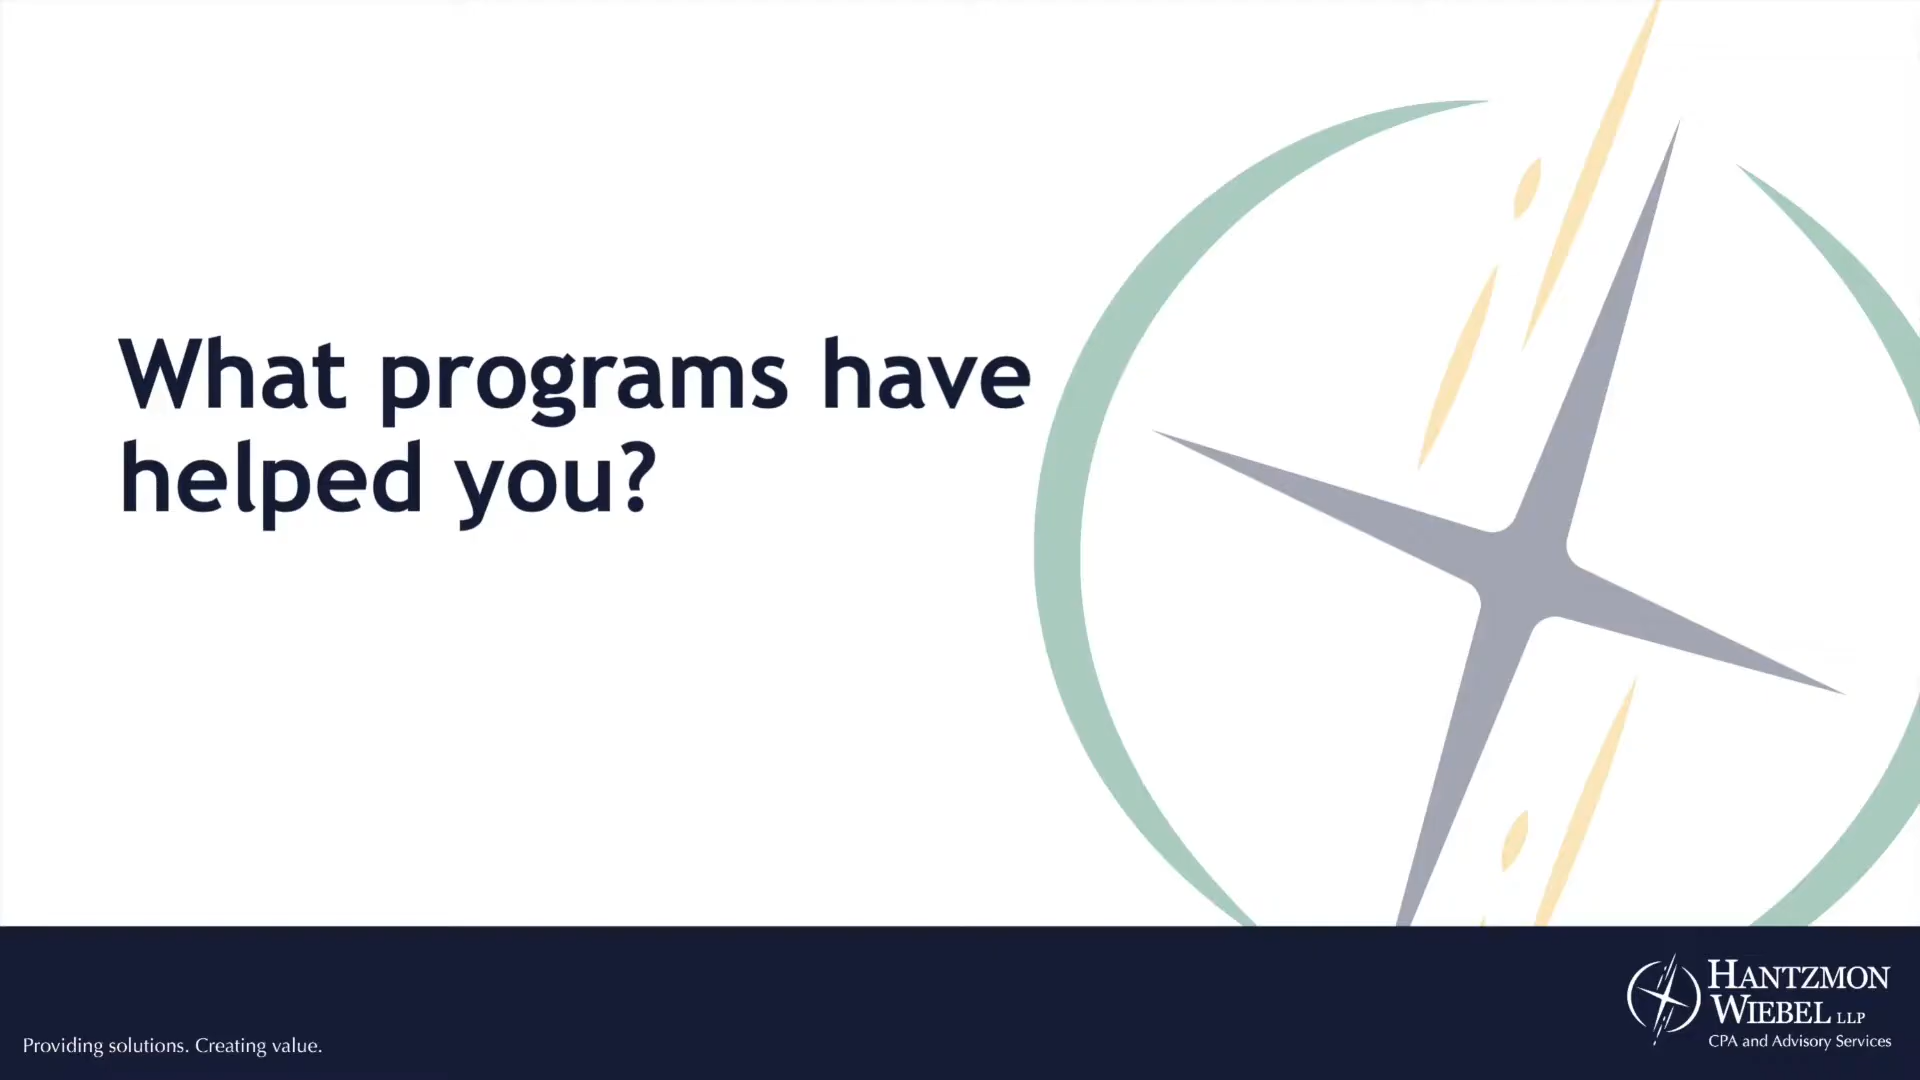 What programs have
helped you?
Providing solutions. Creating value.
HANTZMON
WIEBEL LLP
CPA and Advisory Services